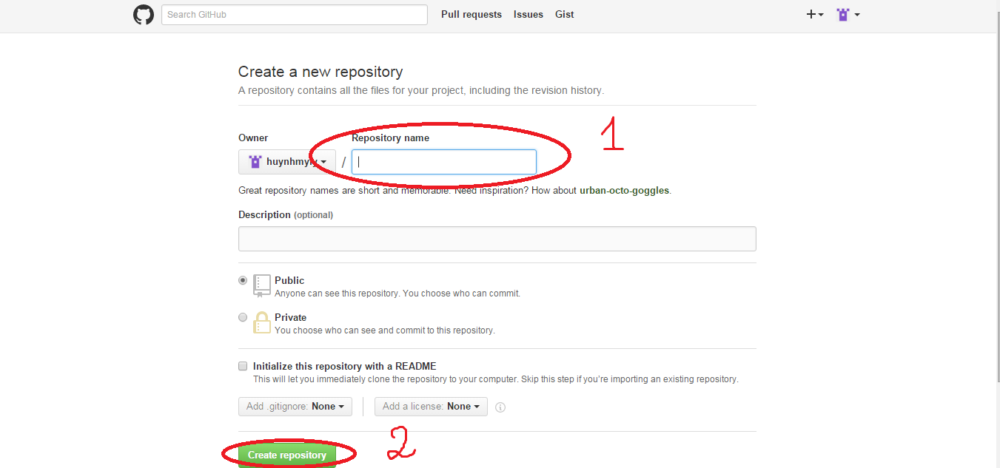 Search GitHub Pull requests Issues Gist
Create a new repository
A repository contains all the files for your project, including the revision history.
1
Owner Repository name
huynhmyly /
Great repository names are short and memorable. Need inspiration? How about urban-octo-goggles.
Description (optional)
Public
Anyone can see this repository. You choose who can commit.
Private
You choose who can see and commit to this repository.
Initialize this repository with a README
This will let you immediately clone the repository to your computer. Skip this step if you're importing an existing repository.
Add .gitignore: None Add a license: None
2
Create repository